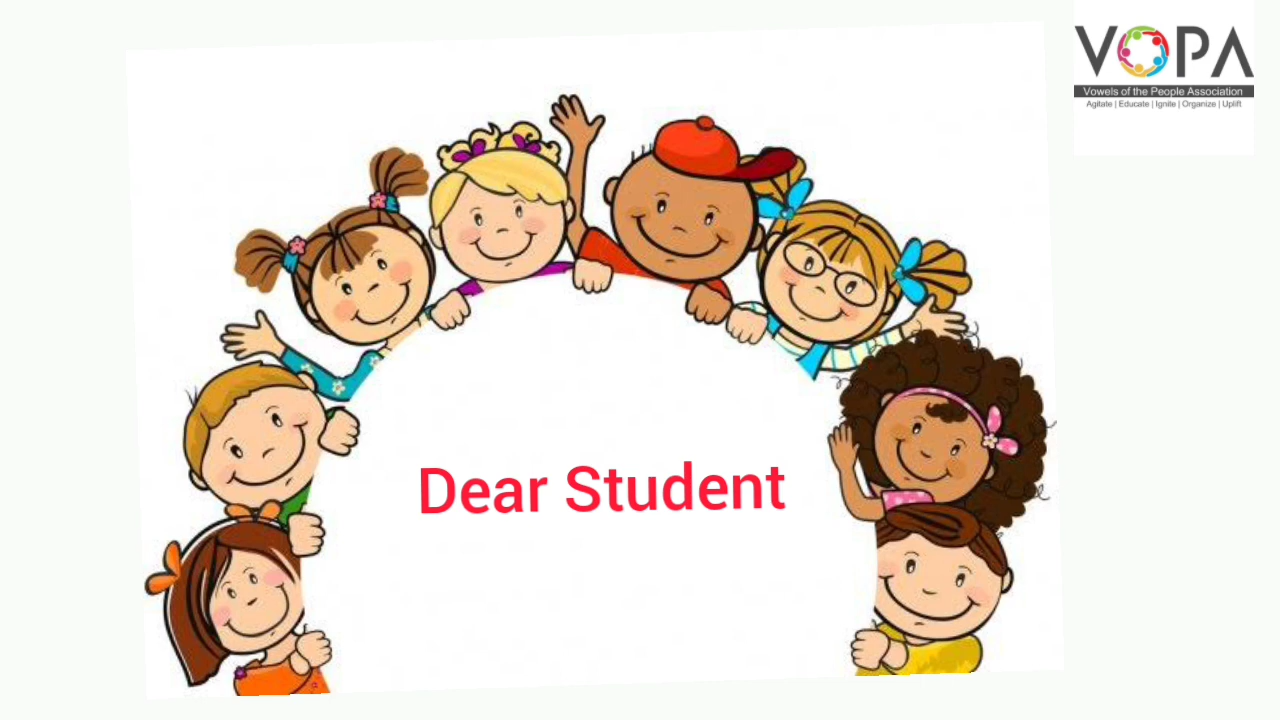 VOPA
Vowels of the People Association
Agitate | Educate | Ignite | Organize | Uplift
Dear Student